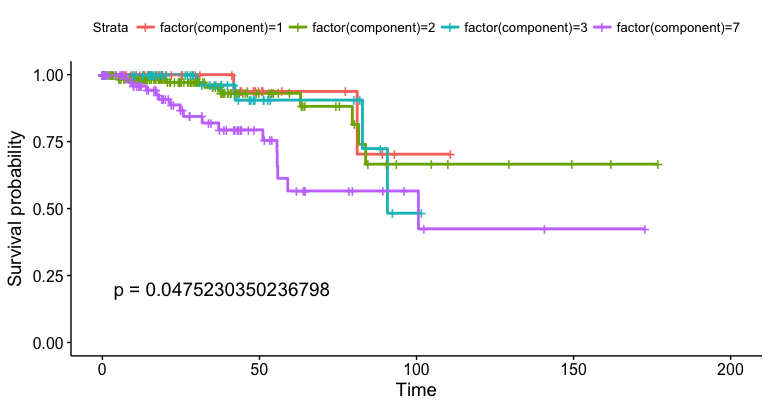 Strata factor(component)=1 factor(component)=2 factor(component)=3 factor(component)=7
1.00
0.75
0.50
0.25
0.00
Survival probability
p = 0.0475230350236798
0 50 100 150 200
Time